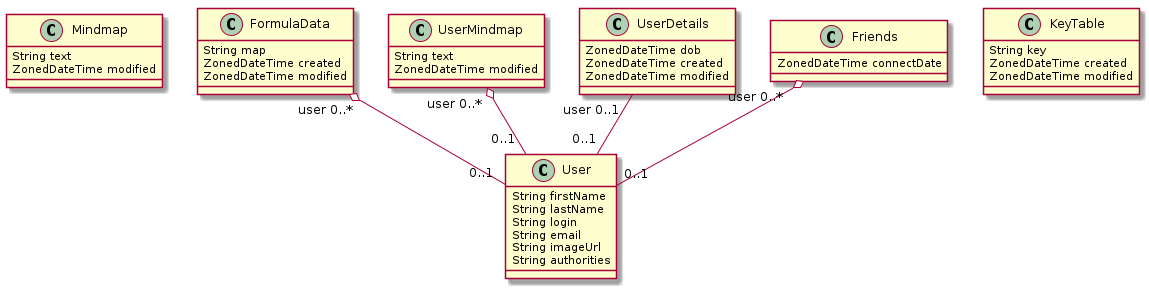 C Mindmap
String text
ZonedDateTime modified
C FormulaData
String map
ZonedDateTime created
ZonedDateTime modified
C UserMindmap
String text
ZonedDateTime modified
C UserDetails
ZonedDateTime dob
ZonedDateTime created
ZonedDateTime modified
C Friends
ZonedDateTime connectDate
C KeyTable
String key
ZonedDateTime created
ZonedDateTime modified
user 0..*
user 0..*
user 0..1
user 0..*
0..1
0..1
0..1
0..1
C User
String firstName
String lastName
String login
String email
String imageUrl
String authorities